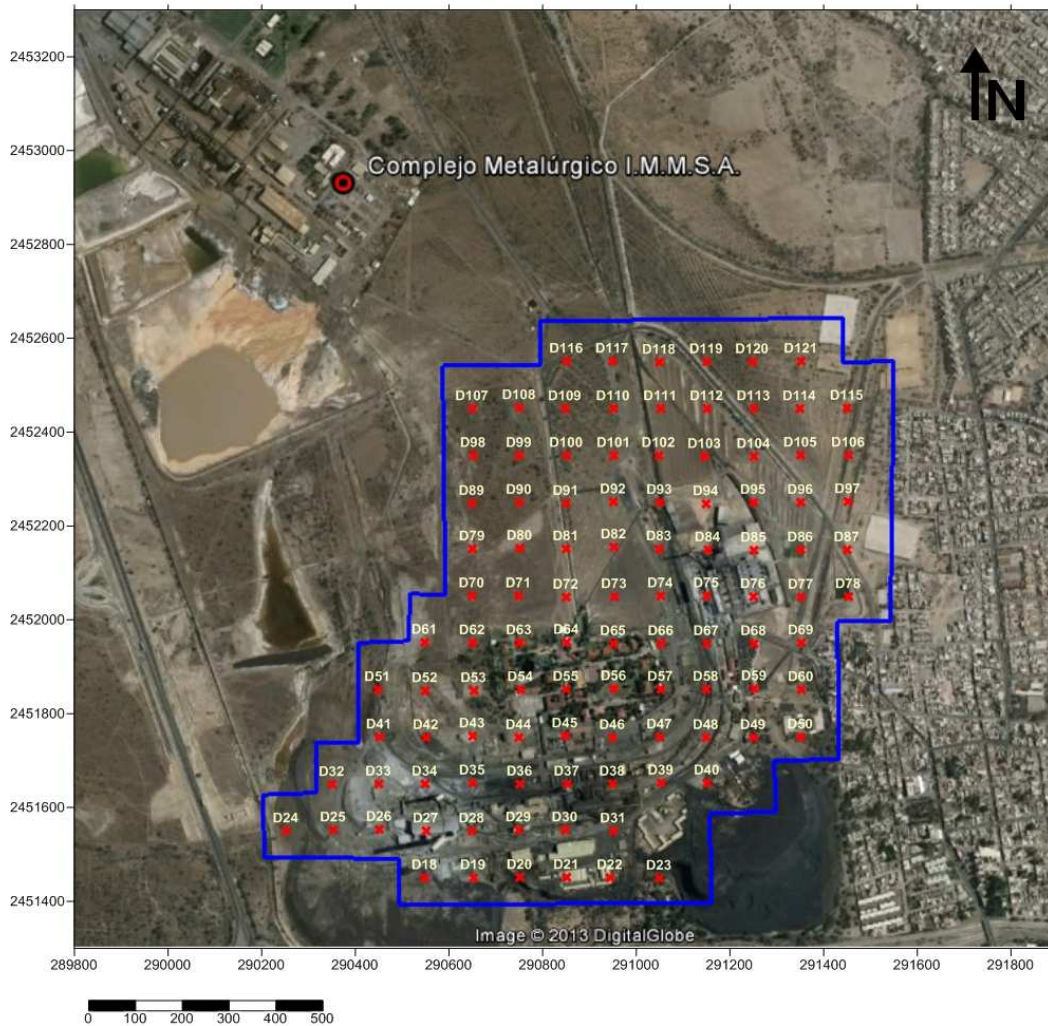 N
2453200
2453000
2452800
2452600
2452400
2452200
2452000
2451800
2451600
2451400
Complejo Metalúrgico I.M.M.S.A.
D116 D117 D118 D119 D120 D121
D107 D108 D109 D110 D111 D112 D113 D114 D115
D98 D99 D100 D101 D102 D103 D104 D105 D106
D89 D90 D91 D92 D93 D94 D95 D96 D97
D79 D80 D81 D82 D83 D84 D85 D86 D87
D70 D71 D72 D73 D74 D75 D76 D77 D78
D61 D62 D63 D64 D65 D66 D67 D68 D69
D51 D52 D53 D54 D55 D56 D57 D58 D59 D60
D41 D42 D43 D44 D45 D46 D47 D48 D49 D50
D32 D33 D34 D35 D36 D37 D38 D39 D40
D24 D25 D26 D27 D28 D29 D30 D31
D18 D19 D20 D21 D22 D23
Image © 2013 DigitalGlobe
289800 290000 290200 290400 290600 290800 291000 291200 291400 291600 291800
0 100 200 300 400 500